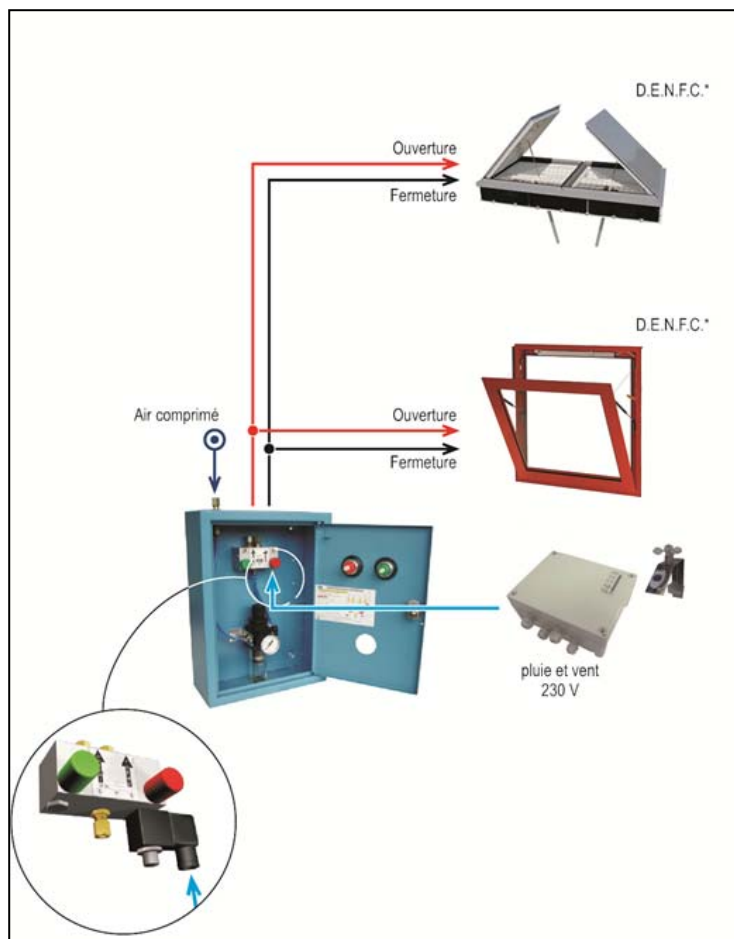 D.E.N.F.C.*
Ouverture
Fermeture
D.E.N.F.C.*
Air comprimé
Ouverture
Fermeture
pluie et vent
230 V